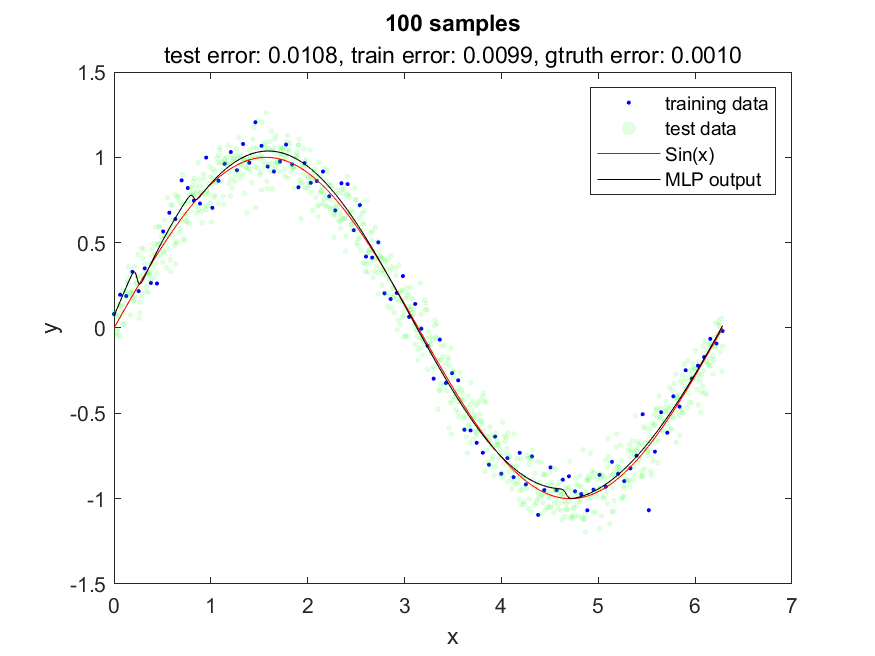 100 samples
test error: 0.0108, train error: 0.0099, gtruth error: 0.0010
1.5
training data
test data
Sin(x)
MLP output
1
0.5
y
0
-0.5
-1
-1.5
0 1 2 3 4 5 6 7
x